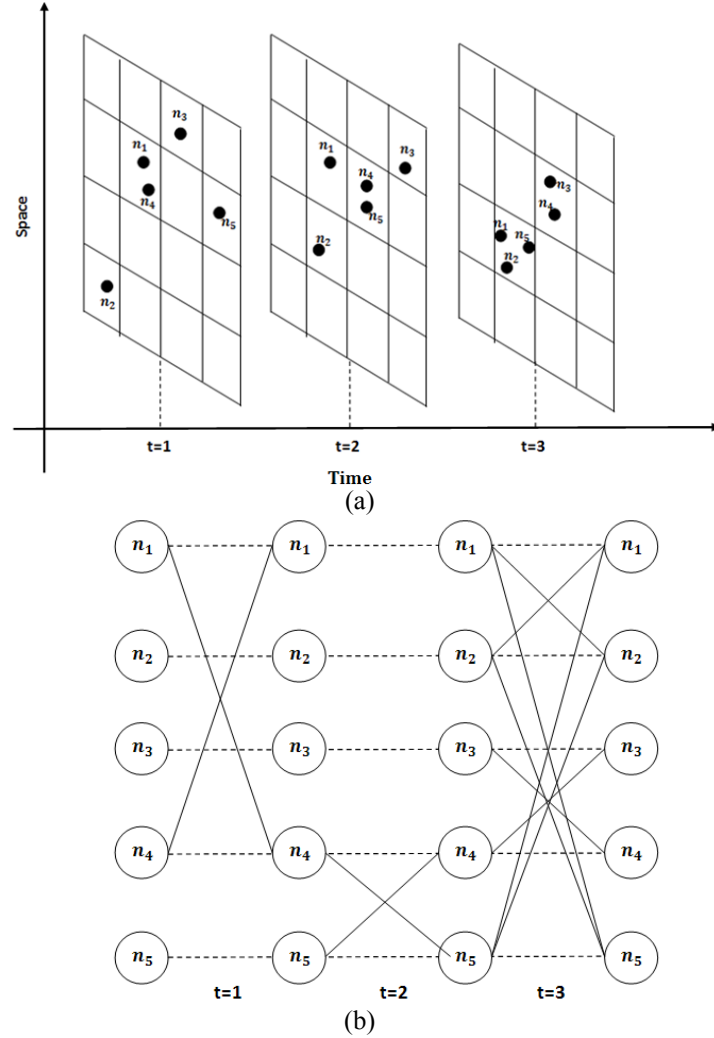 Space
n₃
n₁
n₄
n₅
n₂
n₁
n₃
n₄
n₅
n₂
n₃
n₄
n₁
n₅
n₂
t=1 t=2 t=3
Time
(a)
n₁ n₁ n₁ n₁
n₂ n₂ n₂ n₂
n₃ n₃ n₃ n₃
n₄ n₄ n₄ n₄
n₅ n₅ n₅ n₅
t=1 t=2 t=3
(b)